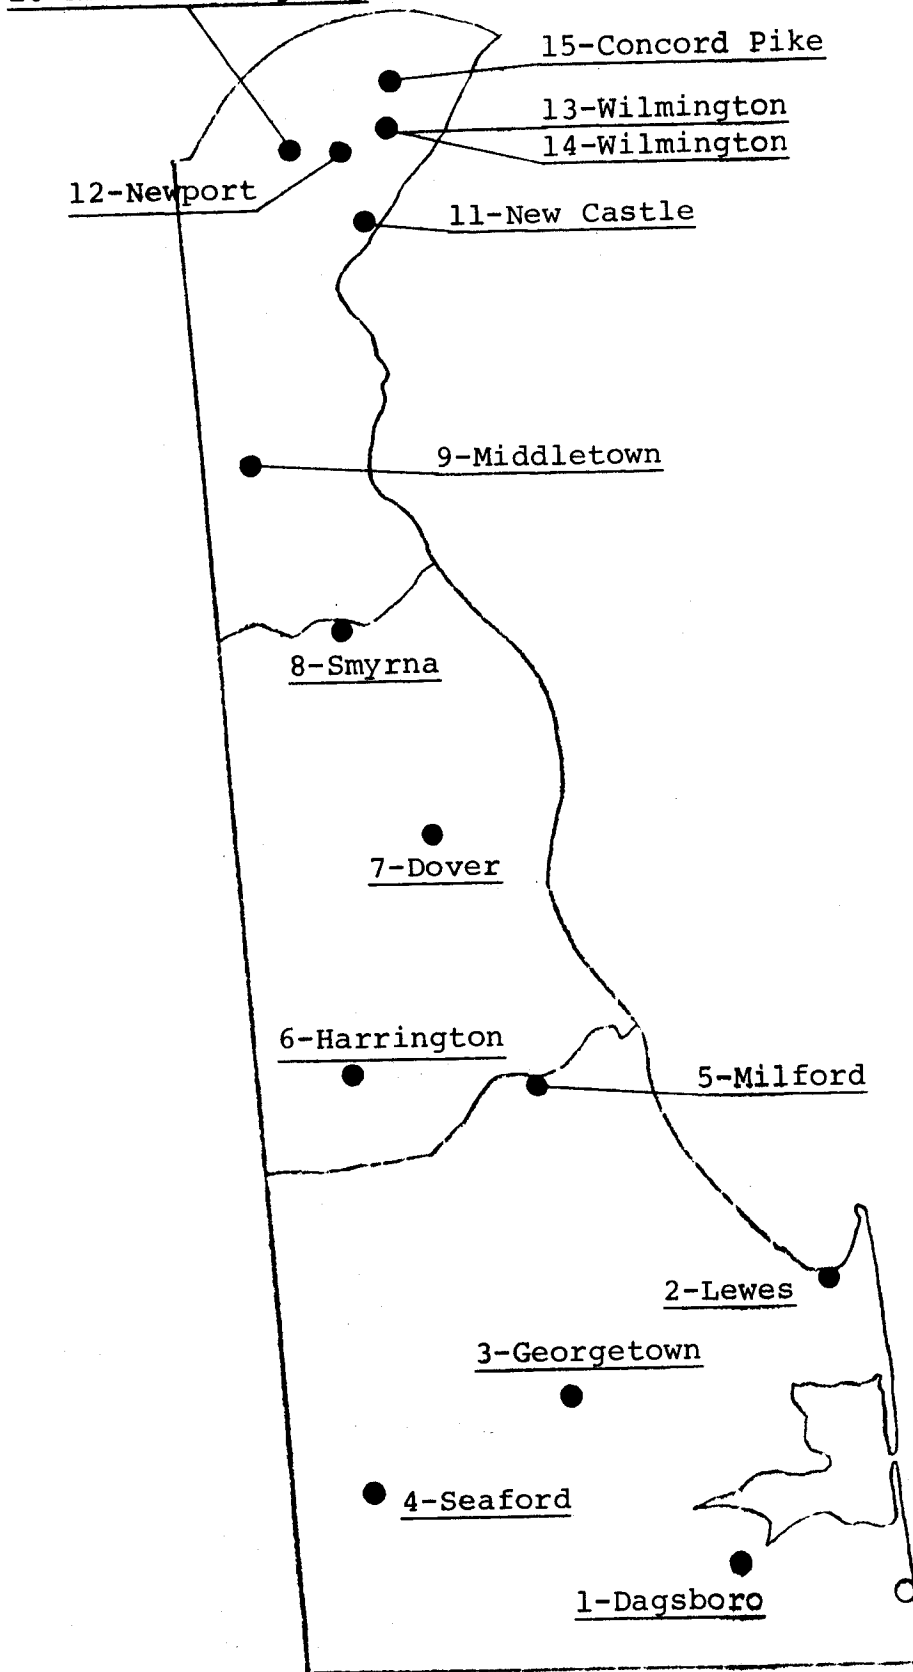 15-Concord Pike
13-Wilmington
14-Wilmington
12-Newport
11-New Castle
9-Middletown
8-Smyrna
7-Dover
6-Harrington
5-Milford
2-Lewes
3-Georgetown
4-Seaford
1-Dagsboro